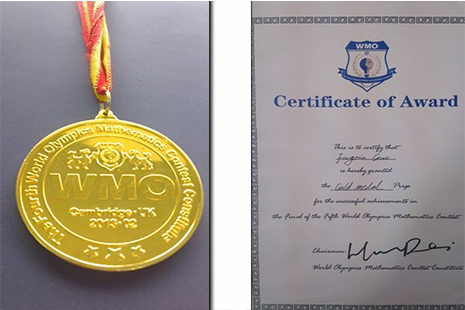 The Fourth World Olympics Mathematics Contest Constitute
WMO
Cambridge·UK
2013·02
WMO
Certificate of Award
This is to certify that
is hereby granted
the Gold Medal Prize
for the successful achievements in
the Final of the Fifth World Olympics Mathematics Contest.
Chairman:
World Olympics Mathematics Contest Constitute